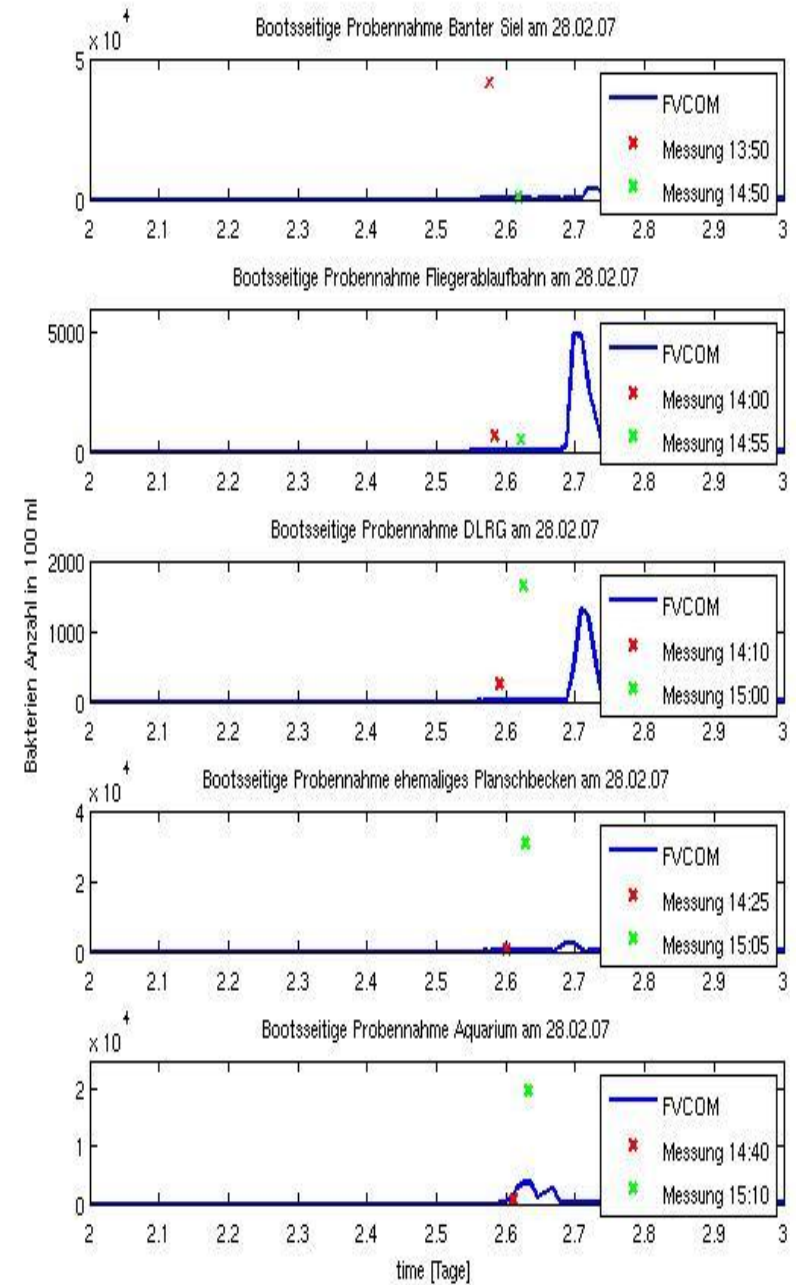 Bootsseitige Probennahme Banter Siel am 28.02.07
x 10 4
5
0
FVCOM
Messung 13:50
Messung 14:50
2 2.1 2.2 2.3 2.4 2.5 2.6 2.7 2.8 2.9 3
Bootsseitige Probennahme Fliegerablaufbahn am 28.02.07
5000
0
FVCOM
Messung 14:00
Messung 14:55
2 2.1 2.2 2.3 2.4 2.5 2.6 2.7 2.8 2.9 3
Bakterien Anzahl in 100 ml
Bootsseitige Probennahme DLRG am 28.02.07
2000
1000
0
FVCOM
Messung 14:10
Messung 15:00
2 2.1 2.2 2.3 2.4 2.5 2.6 2.7 2.8 2.9 3
Bootsseitige Probennahme ehemaliges Planschbecken am 28.02.07
x 10 4
4
2
0
FVCOM
Messung 14:25
Messung 15:05
2 2.1 2.2 2.3 2.4 2.5 2.6 2.7 2.8 2.9 3
Bootsseitige Probennahme Aquarium am 28.02.07
x 10 4
2
1
0
FVCOM
Messung 14:40
Messung 15:10
2 2.1 2.2 2.3 2.4 2.5 2.6 2.7 2.8 2.9 3
time [Tage]